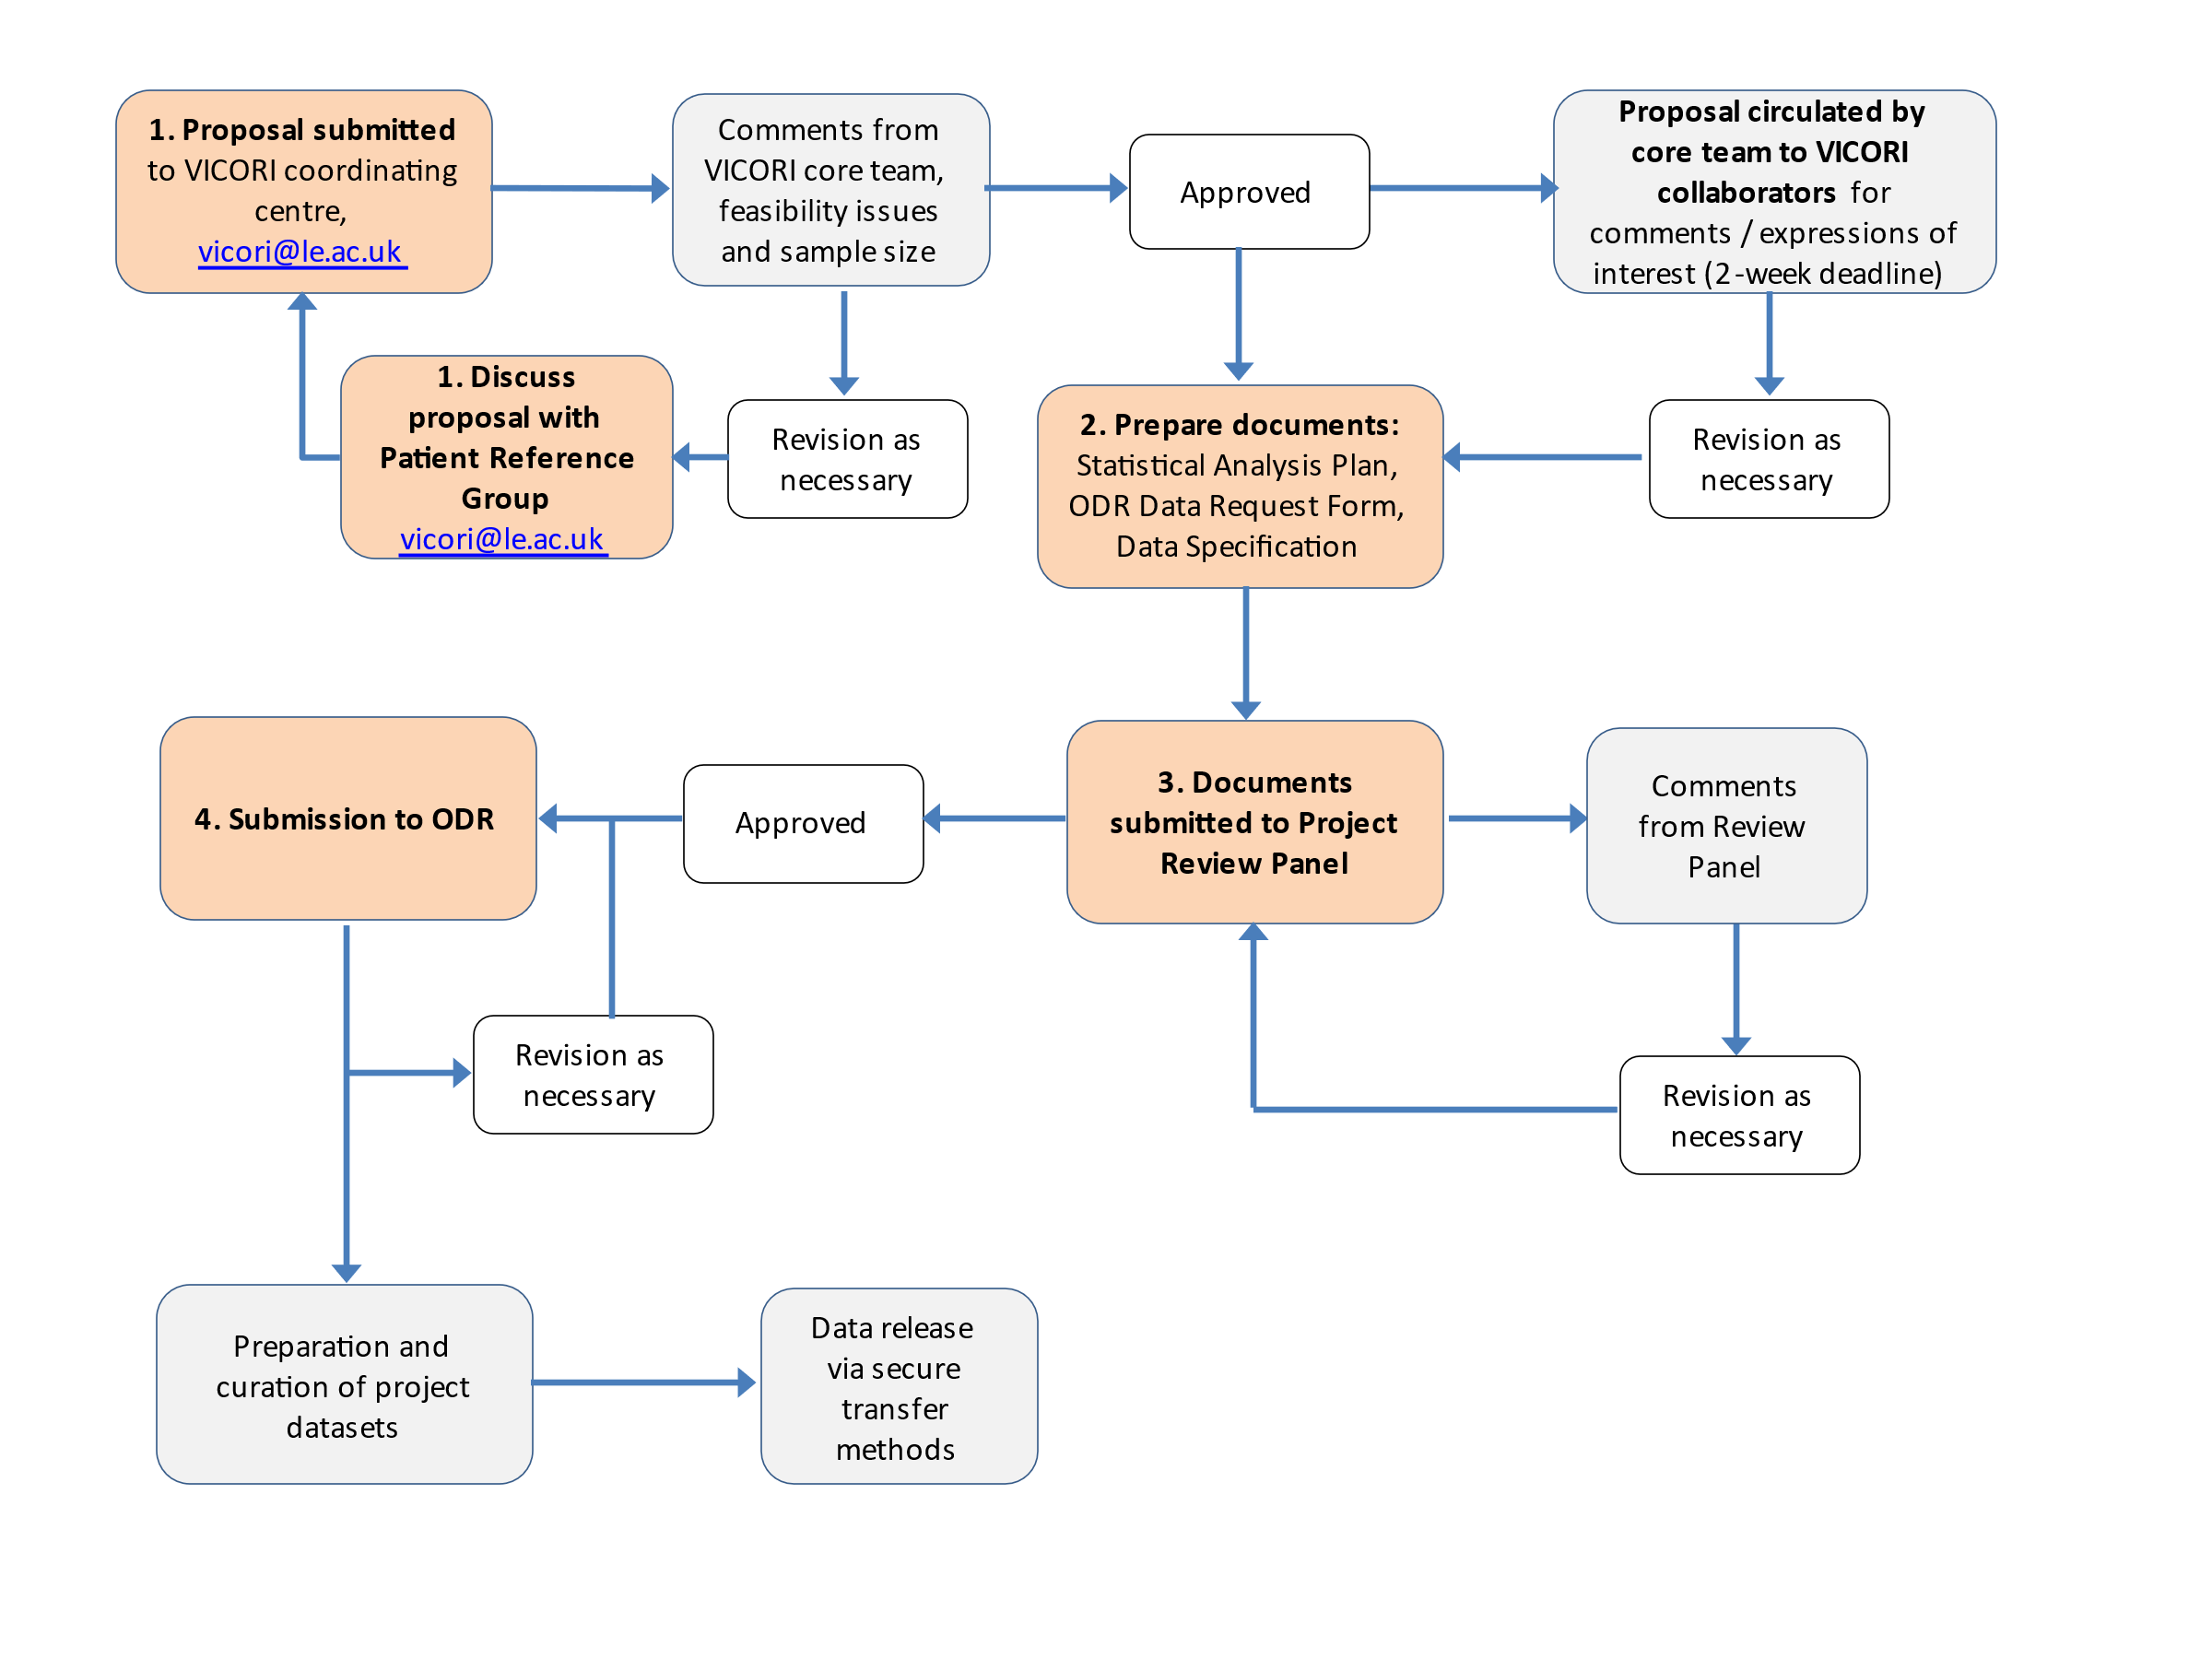 1. Proposal submitted
to VICORI coordinating
centre,
vicori@le.ac.uk
Comments from
VICORI core team,
feasibility issues
and sample size
Approved
Proposal circulated by
core team to VICORI
collaborators for
comments / expressions of
interest (2-week deadline)
1. Discuss
proposal with
Patient Reference
Group
vicori@le.ac.uk
Revision as
necessary
2. Prepare documents:
Statistical Analysis Plan,
ODR Data Request Form,
Data Specification
Revision as
necessary
4. Submission to ODR
Approved
3. Documents
submitted to Project
Review Panel
Comments
from Review
Panel
Revision as
necessary
Revision as
necessary
Preparation and
curation of project
datasets
Data release
via secure
transfer
methods